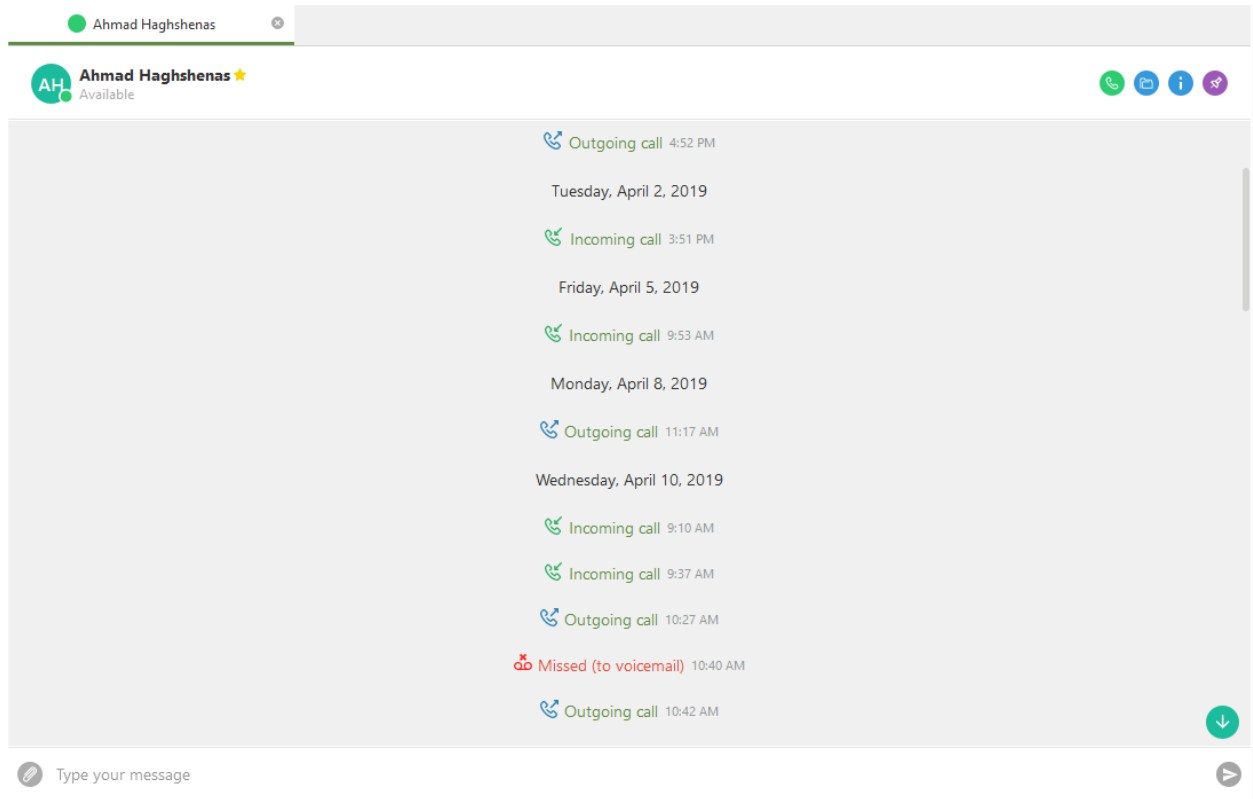 Ahmad Haghshenas
AH
Ahmad Haghshenas
Available
Outgoing call 4:52 PM
Tuesday, April 2, 2019
Incoming call 3:51 PM
Friday, April 5, 2019
Incoming call 9:53 AM
Monday, April 8, 2019
Outgoing call 11:17 AM
Wednesday, April 10, 2019
Incoming call 9:10 AM
Incoming call 9:37 AM
Outgoing call 10:27 AM
Missed (to voicemail) 10:40 AM
Outgoing call 10:42 AM
Type your message